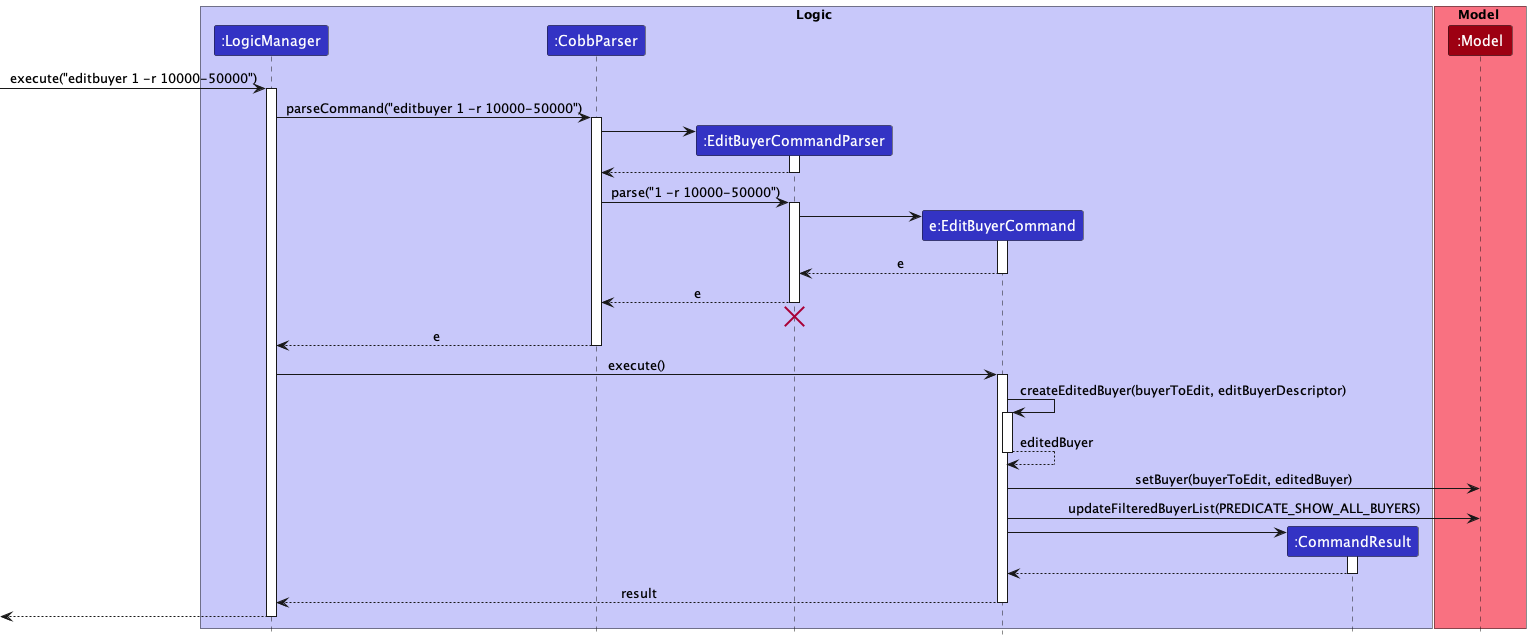 Logic
Model
:LogicManager
:CobbParser
:Model
execute("editbuyer 1 -r 10000-50000")
parseCommand("editbuyer 1 -r 10000-50000")
:EditBuyerCommandParser
parse("1 -r 10000-50000")
e:EditBuyerCommand
e
e
e
execute()
createEditedBuyer(buyerToEdit, editBuyerDescriptor)
editedBuyer
setBuyer(buyerToEdit, editedBuyer)
updateFilteredBuyerList(PREDICATE_SHOW_ALL_BUYERS)
:CommandResult
result